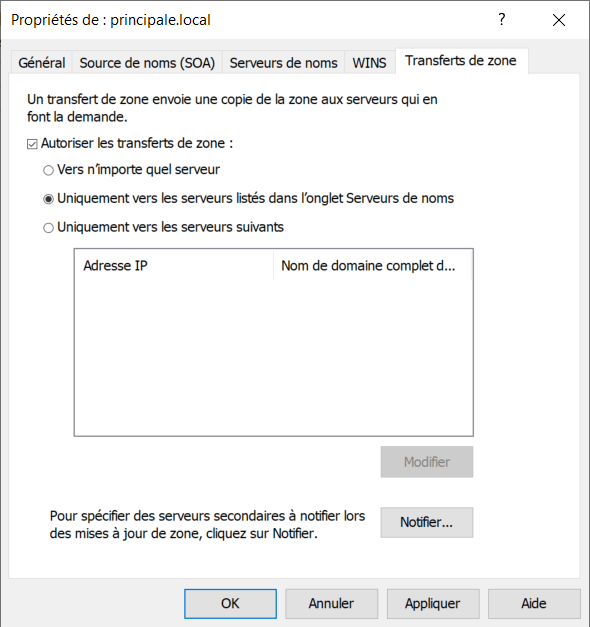 Propriétés de : principale.local
?
Général
Source de noms (SOA)
Serveurs de noms
WINS
Transferts de zone
Un transfert de zone envoie une copie de la zone aux serveurs qui en
font la demande.
Autoriser les transferts de zone :
Vers n’importe quel serveur
Uniquement vers les serveurs listés dans l’onglet Serveurs de noms
Uniquement vers les serveurs suivants
Adresse IP
Nom de domaine complet d...
Modifier
Pour spécifier des serveurs secondaires à notifier lors
des mises à jour de zone, cliquez sur Notifier.
Notifier...
OK
Annuler
Appliquer
Aide